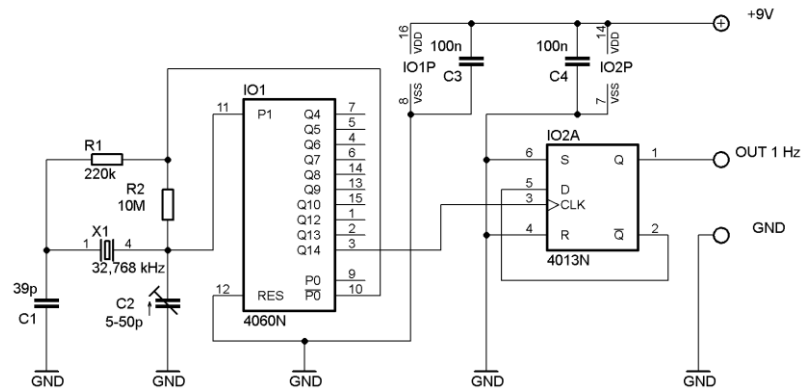 +9V
16
VDD
14
VDD
100n
100n
IO1P
C3
C4
IO2P
8
VSS
7
VSS
IO1
11
P1
Q4
7
Q5
5
Q6
4
Q7
6
Q8
14
Q9
13
Q10
15
Q12
1
Q13
2
Q14
3
P0
9
P0
10
12
RES
4060N
R1
220k
R2
10M
X1
1
4
32,768 kHz
39p
C1
C2
5-50p
IO2A
6
S
Q
1
OUT 1 Hz
5
D
3
CLK
4
R
Q
2
4013N
GND
GND
GND
GND
GND
GND